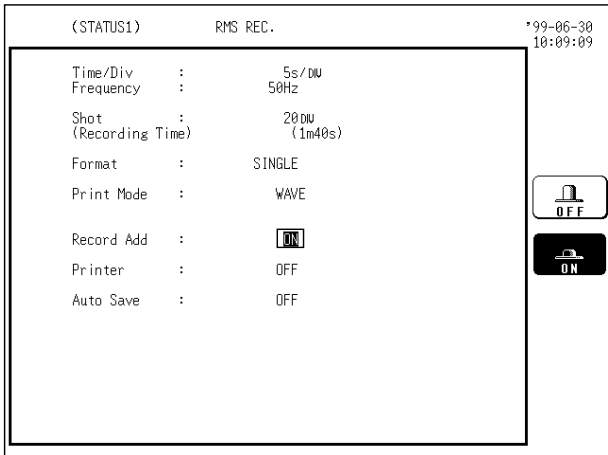 (STATUS1) RMS REC. '99-06-30
10:09:09
Time/Div : 5s/DIV
Frequency : 50Hz
Shot : 20DIV
(Recording Time) (1m40s)
Format : SINGLE
Print Mode : WAVE
OFF
Record Add : ON
ON
Printer : OFF
Auto Save : OFF